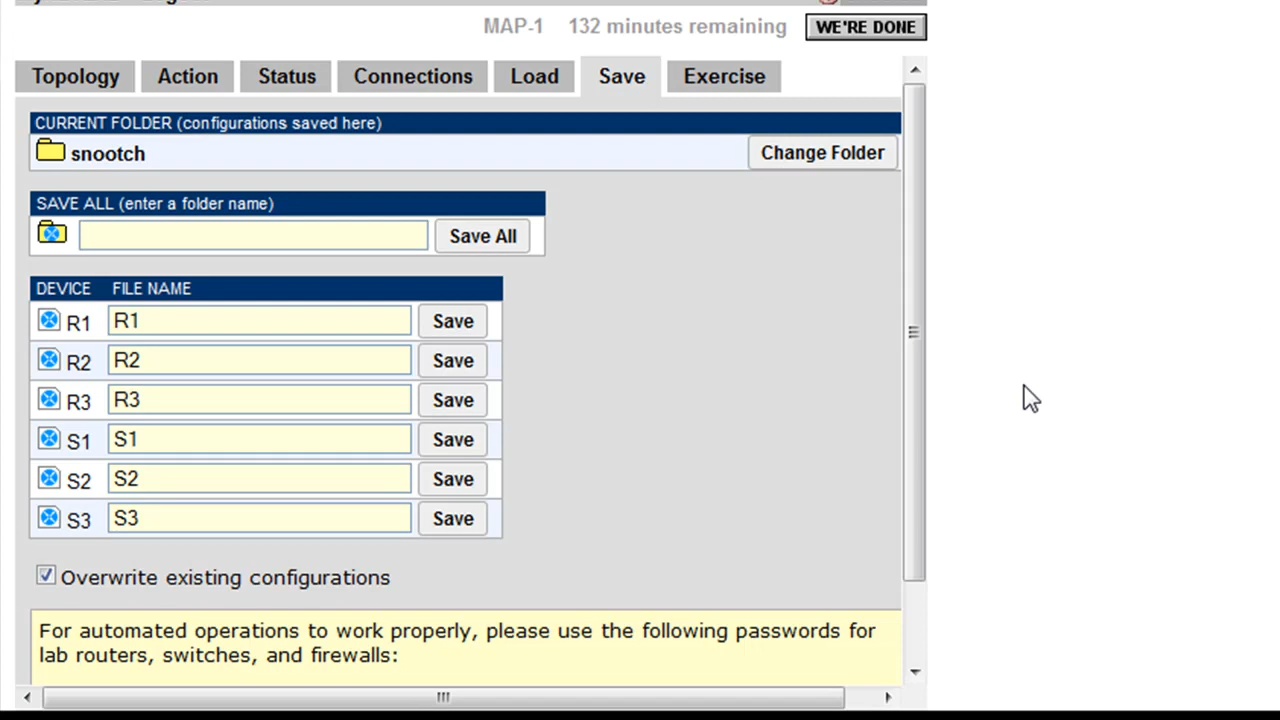 MAP-1 132 minutes remaining WE'RE DONE
Topology Action Status Connections Load Save Exercise
CURRENT FOLDER (configurations saved here)
snootch Change Folder
SAVE ALL (enter a folder name)
Save All
DEVICE FILE NAME
R1 R1 Save
R2 R2 Save
R3 R3 Save
S1 S1 Save
S2 S2 Save
S3 S3 Save
Overwrite existing configurations
For automated operations to work properly, please use the following passwords for
lab routers, switches, and firewalls: